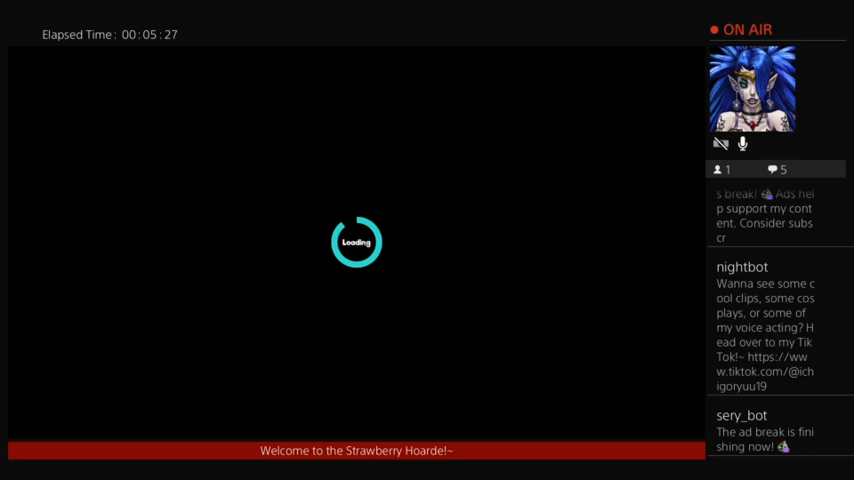 Elapsed Time: 00:05:27
ON AIR
1
5
s break! Ads hel
p support my cont
ent. Consider subs
cr
nightbot
Wanna see some c
ool clips, some cos
plays, or some of
my voice acting? H
ead over to my Tik
Tok!~ https://ww
w.tiktok.com/@ich
igoryuu19
sery_bot
The ad break is fini
shing now!
Loading
Welcome to the Strawberry Hoarde!~